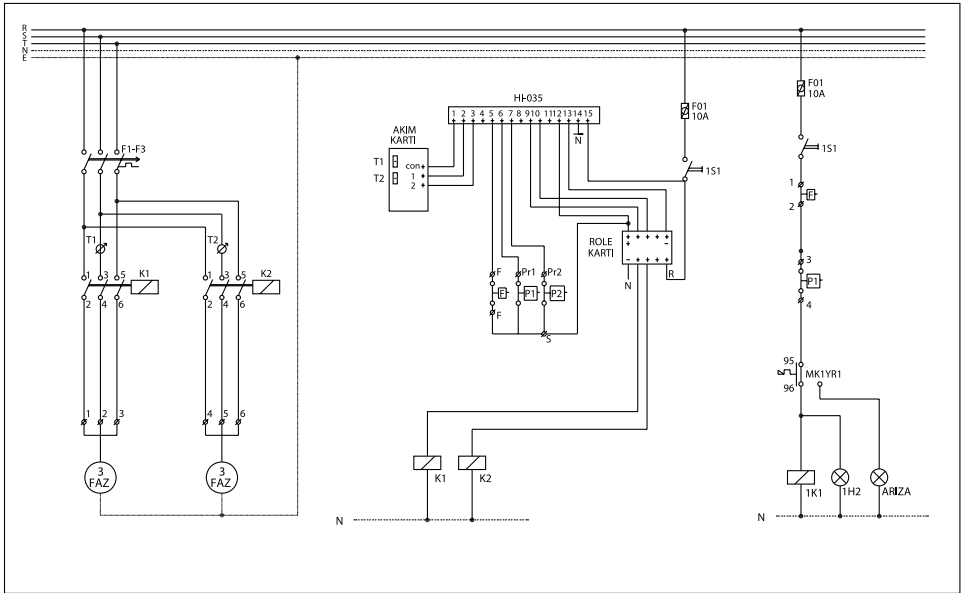 R
S
T
N
E
F1-F3
T1
T2
1 3 5
K1
2 4 6
1 3 5
K2
2 4 6
1 2 3
4 5 6
3
FAZ
3
FAZ
HI-035
1 2 3 4 5 6 7 8 9 10 11 12 13 14 15
N
AKIM
KARTI
T1
T2
con
1
2
F01
10A
1S1
ROLE
KARTI
+ + + + +
+ -
- + + + +
N
R
F
Pr1
Pr2
F
P1
P2
F
S
K1
K2
N
F01
10A
1S1
1
F
2
3
P1
4
95
96
MK1YR1
1K1
1H2
ARIZA
N